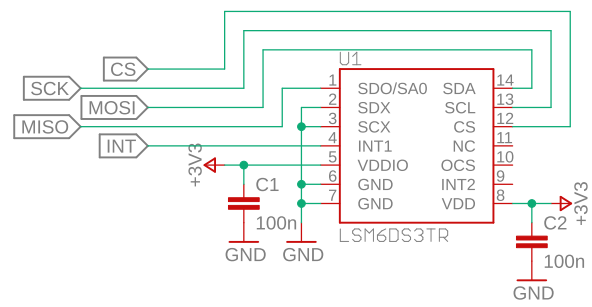 U1
CS
SCK
MOSI
MISO
INT
1 SDO/SA0 SDA 14
2 SDX SCL 13
3 SCX CS 12
4 INT1 NC 11
5 VDDIO OCS 10
6 GND INT2 9
7 GND VDD 8
LSM6DS3TR
+3V3
C1
100n
GND
GND
+3V3
C2
100n
GND